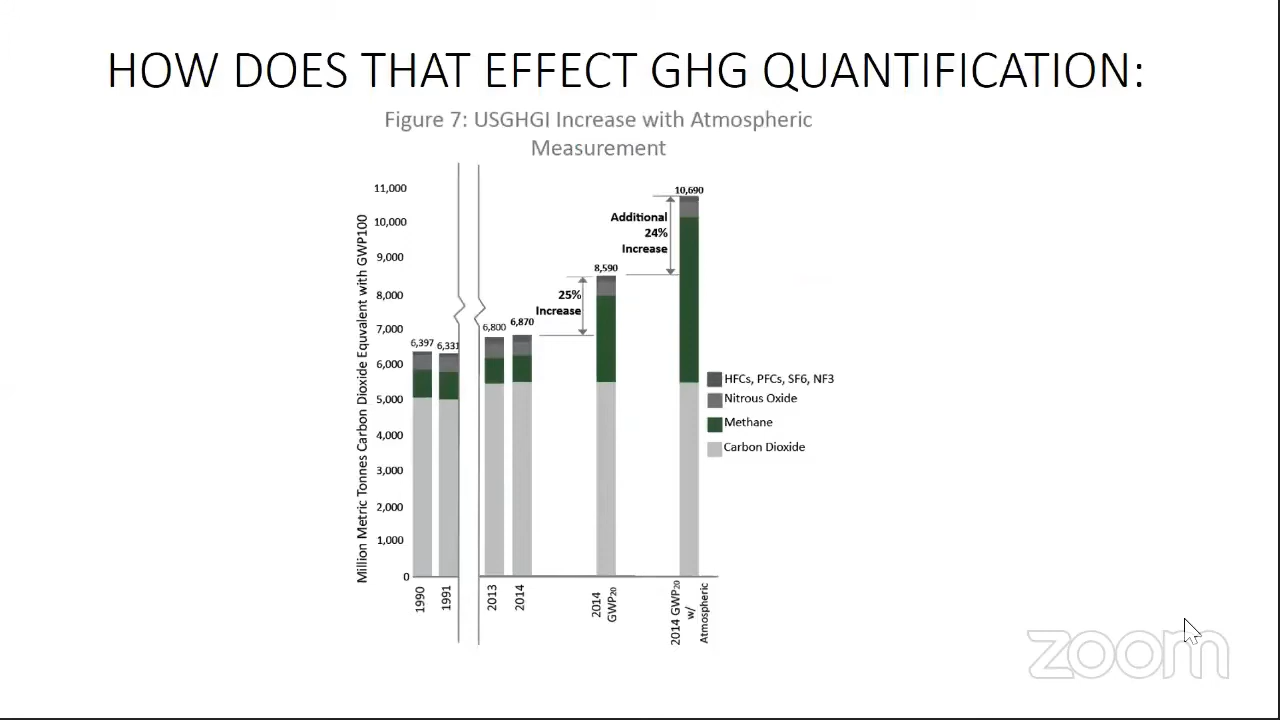 HOW DOES THAT EFFECT GHG QUANTIFICATION:
Figure 7: USGHGI Increase with Atmospheric
Measurement
Million Metric Tonnes Carbon Dioxide Equivalent with GWP100
11,000
10,000
9,000
8,000
7,000
6,000
5,000
4,000
3,000
2,000
1,000
0
6,397
6,331
6,800
6,870
25%
Increase
8,590
Additional
24%
Increase
10,690
HFCs, PFCs, SF6, NF3
Nitrous Oxide
Methane
Carbon Dioxide
1990
1991
2013
2014
2014
GWP20
2014 GWP20
w/
Atmospheric
zoom